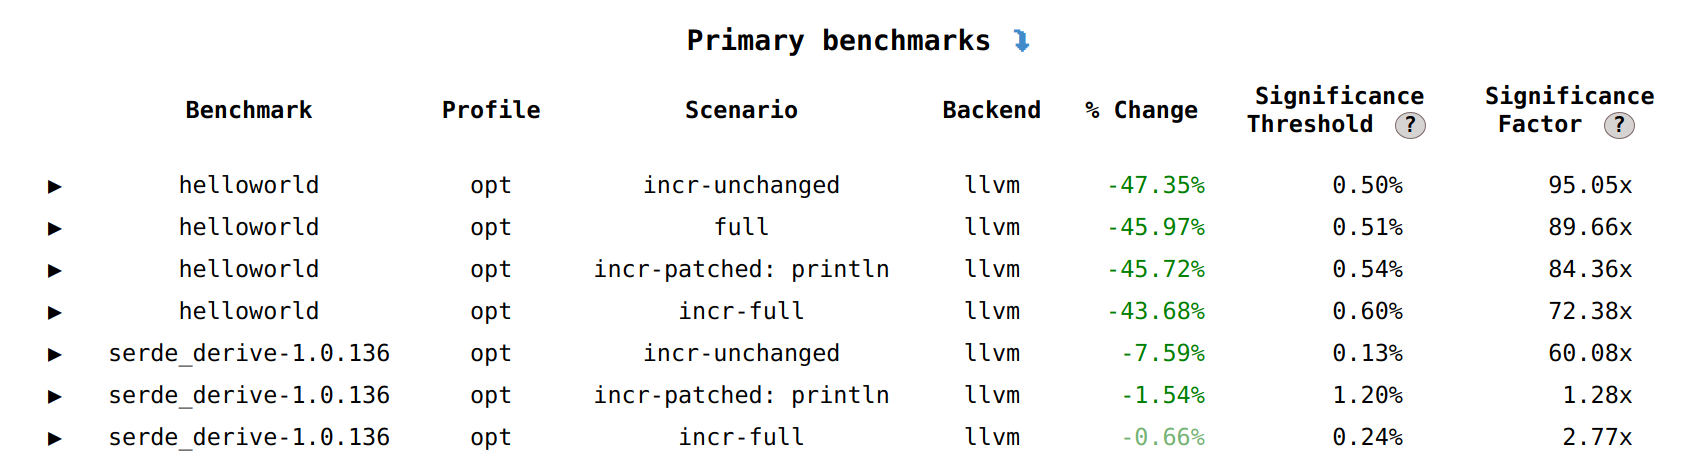 Primary benchmarks
Benchmark Profile Scenario Backend % Change Significance Threshold ? Significance Factor ?
helloworld opt incr-unchanged llvm -47.35% 0.50% 95.05x
helloworld opt full llvm -45.97% 0.51% 89.66x
helloworld opt incr-patched: println llvm -45.72% 0.54% 84.36x
helloworld opt incr-full llvm -43.68% 0.60% 72.38x
serde_derive-1.0.136 opt incr-unchanged llvm -7.59% 0.13% 60.08x
serde_derive-1.0.136 opt incr-patched: println llvm -1.54% 1.20% 1.28x
serde_derive-1.0.136 opt incr-full llvm -0.66% 0.24% 2.77x